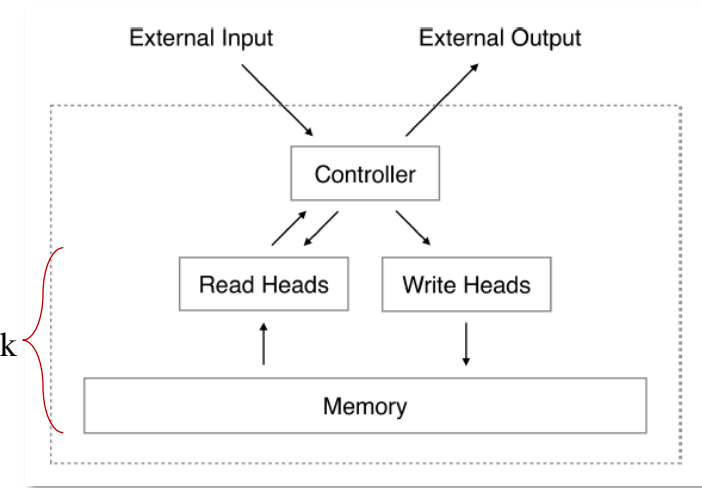 External Input
External Output
Controller
Read Heads
Write Heads
k
Memory